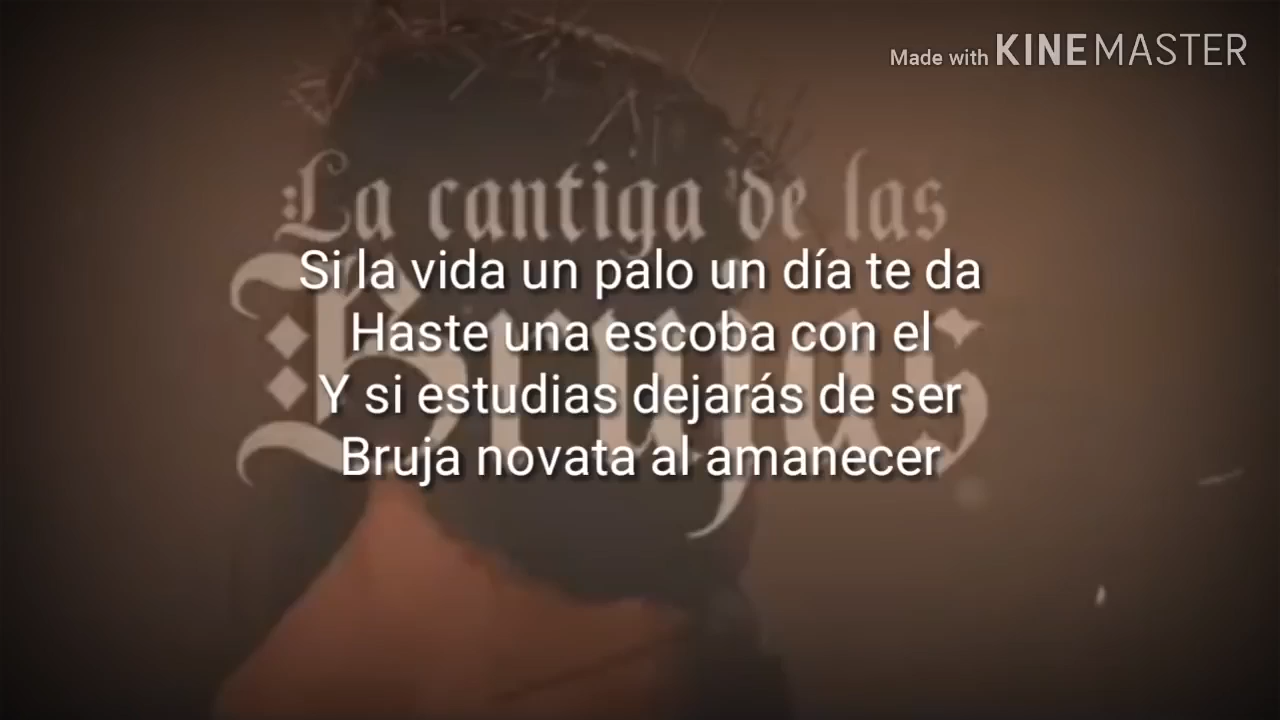 Made with KINEMASTER
La cantiga de las
Brujas
Si la vida un palo un día te da
Haste una escoba con el
Y si estudias dejarás de ser
Bruja novata al amanecer